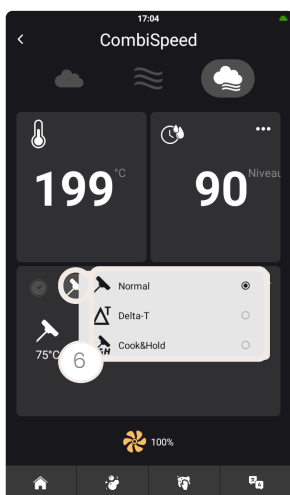 17:04
CombiSpeed
199 °C
90 Niveau
Normal
Delta-T
Cook&Hold
75°C
6
100%